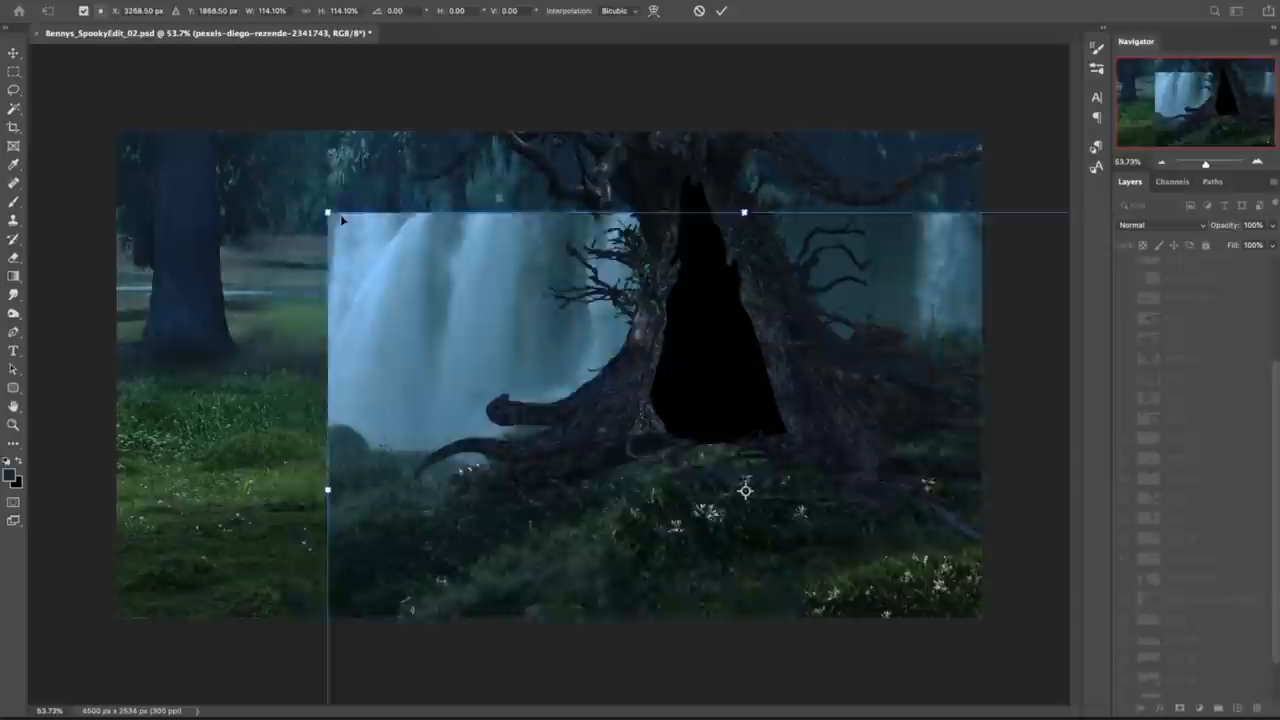 X: 3268.50 px Y: 1868.50 px W: 114.10% H: 114.10% 0.00 ° H: 0.00 ° V: 0.00 ° Interpolation: Bicubic
× Bennys_SpookyEdit_02.psd @ 53.7% (pexels-diego-rezende-2341743, RGB/8*) *
Navigator
53.73%
Layers Channels Paths
Normal Opacity: 100%
Fill: 100%
53.73% 4500 px x 2534 px (300 ppi)